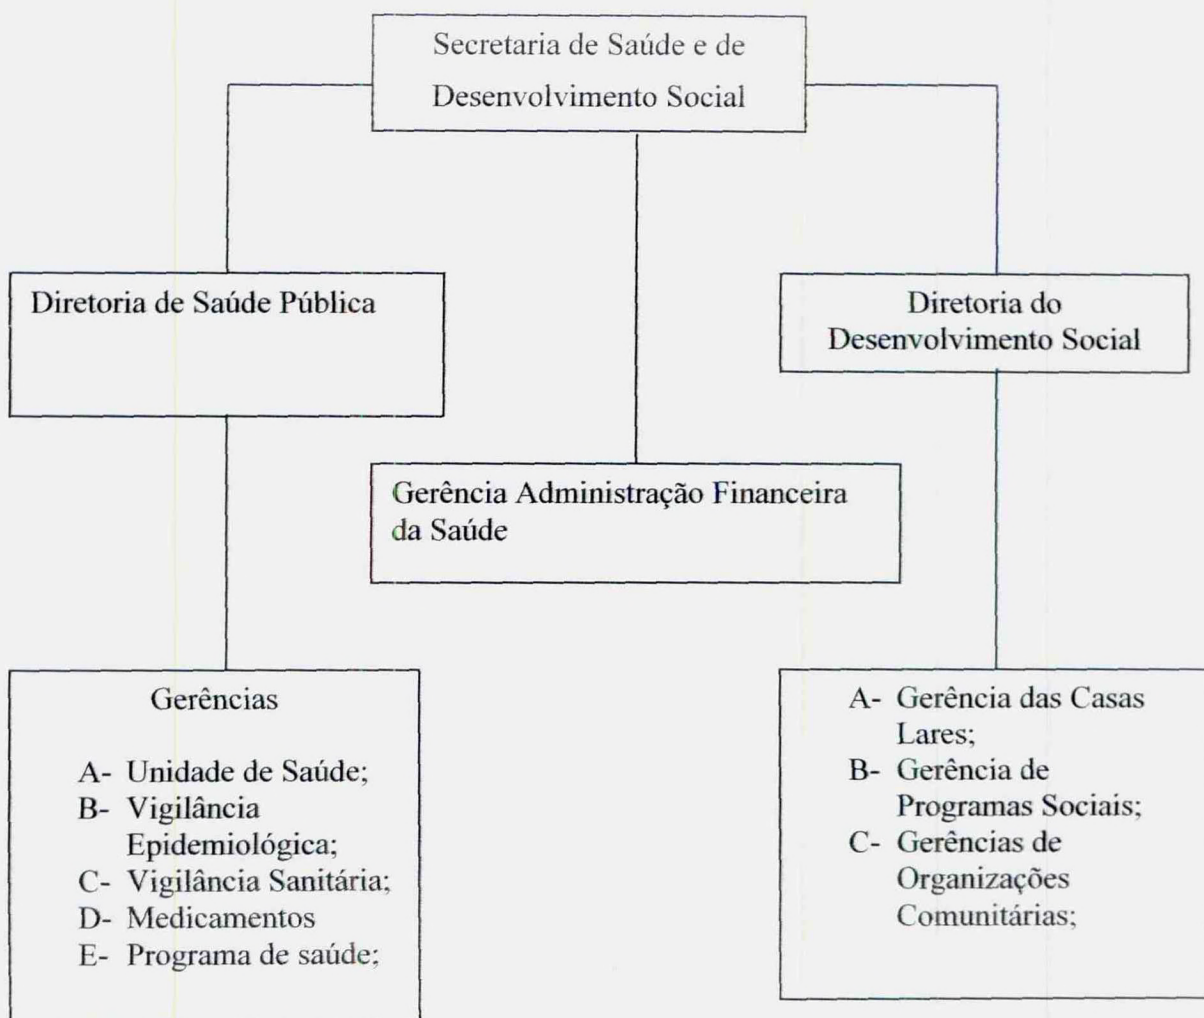 Secretaria de Saúde e de
Desenvolvimento Social
Diretoria de Saúde Pública
Diretoria do
Desenvolvimento Social
Gerência Administração Financeira
da Saúde
Gerências
A- Unidade de Saúde;
B- Vigilância
Epidemiológica;
C- Vigilância Sanitária;
D- Medicamentos
E- Programa de saúde;
A- Gerência das Casas
Lares;
B- Gerência de
Programas Sociais;
C- Gerências de
Organizações
Comunitárias;